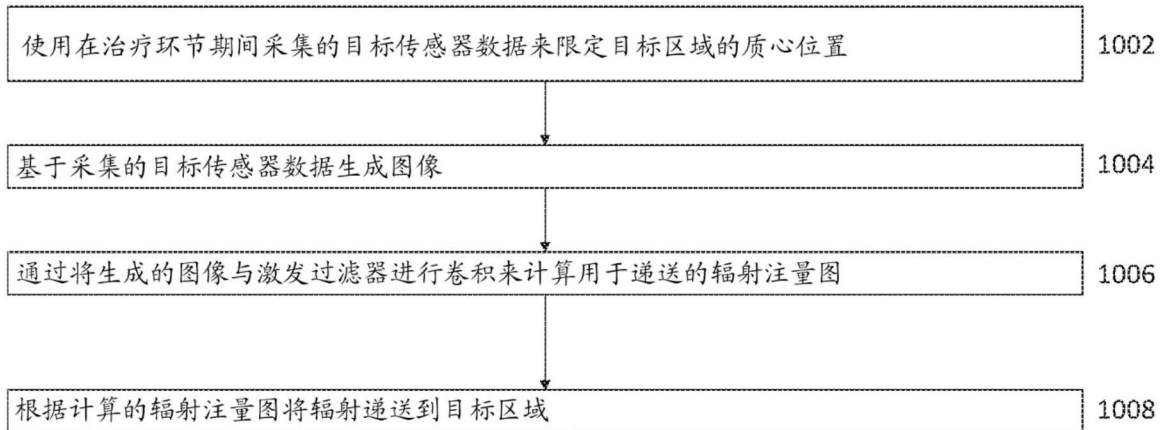 使用在治疗环节期间采集的目标传感器数据来限定目标区域的质心位置
1002
基于采集的目标传感器数据生成图像
1004
通过将生成的图像与激发过滤器进行卷积来计算用于递送的辐射注量图
1006
根据计算的辐射注量图将辐射递送到目标区域
1008